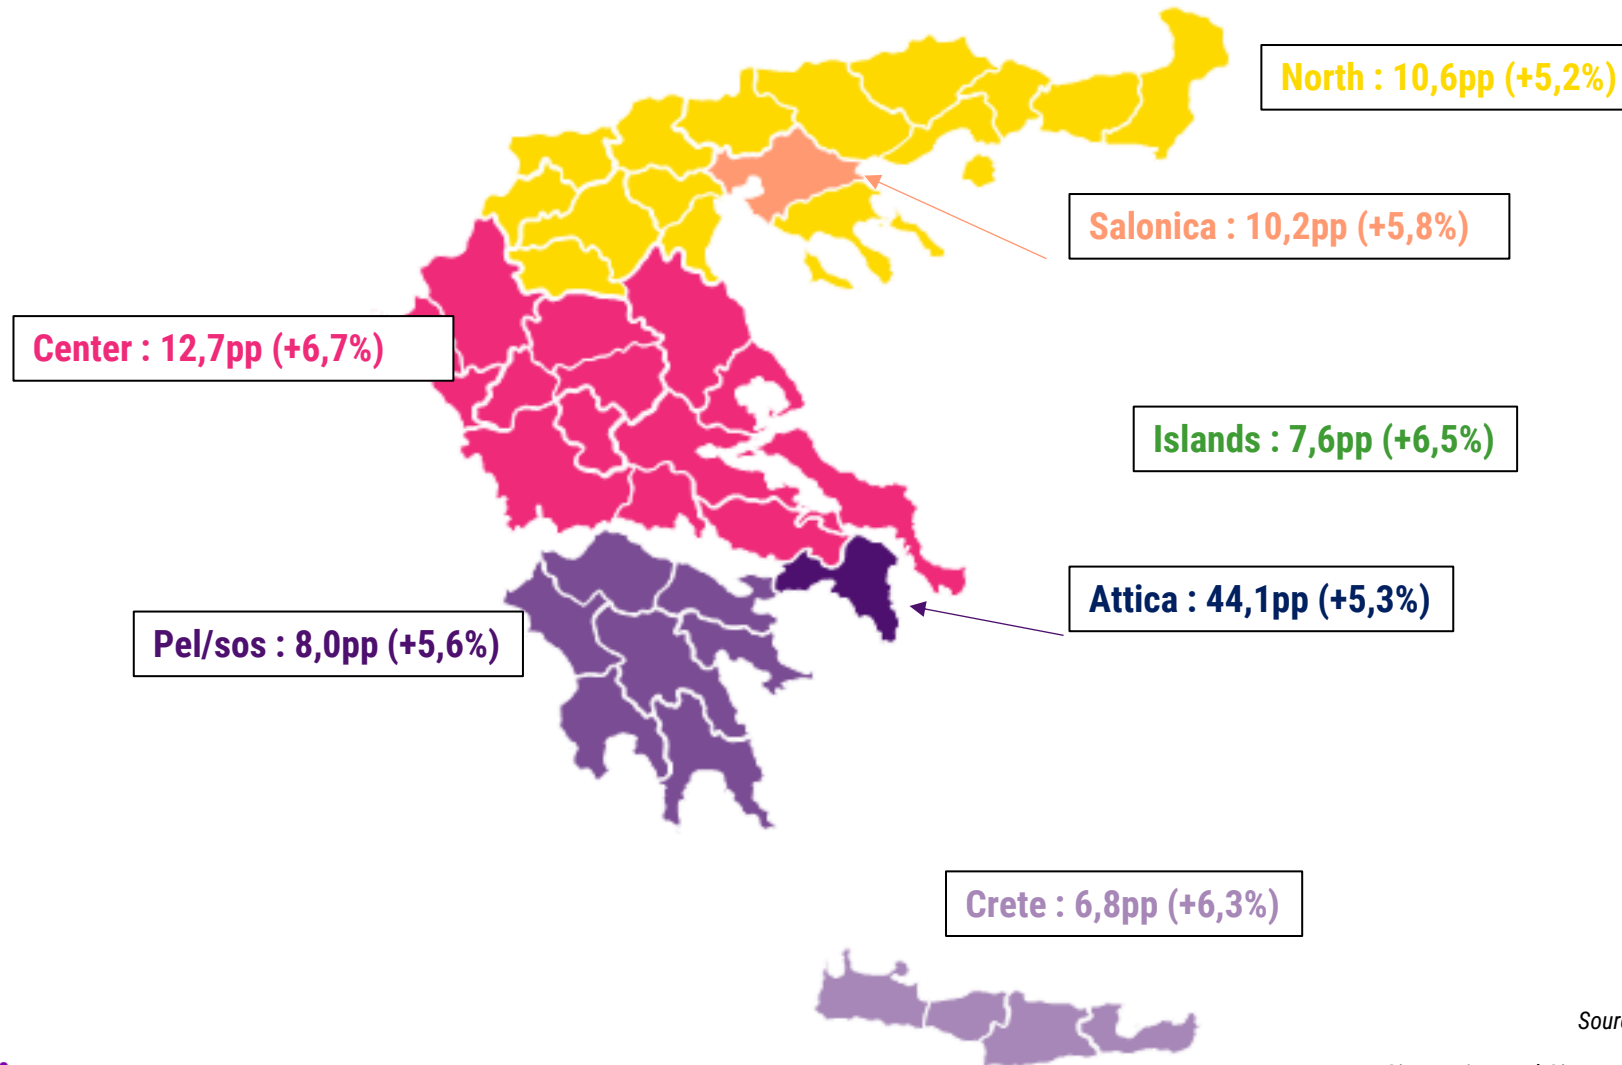 North : 10,6pp (+5,2%)
Salonica : 10,2pp (+5,8%)
Center : 12,7pp (+6,7%)
Islands : 7,6pp (+6,5%)
Attica : 44,1pp (+5,3%)
Pel/sos : 8,0pp (+5,6%)
Crete : 6,8pp (+6,3%)